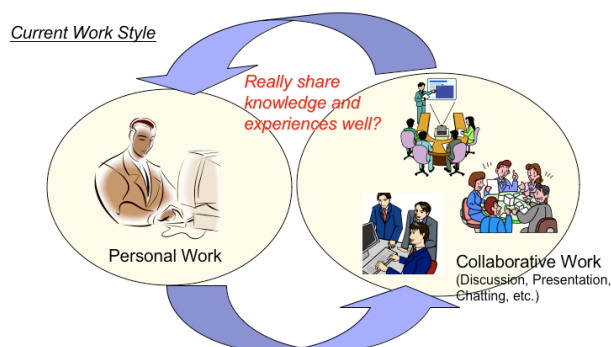 Current Work Style
Really share
knowledge and
experiences well?
Personal Work
Collaborative Work
(Discussion, Presentation,
Chatting, etc.)